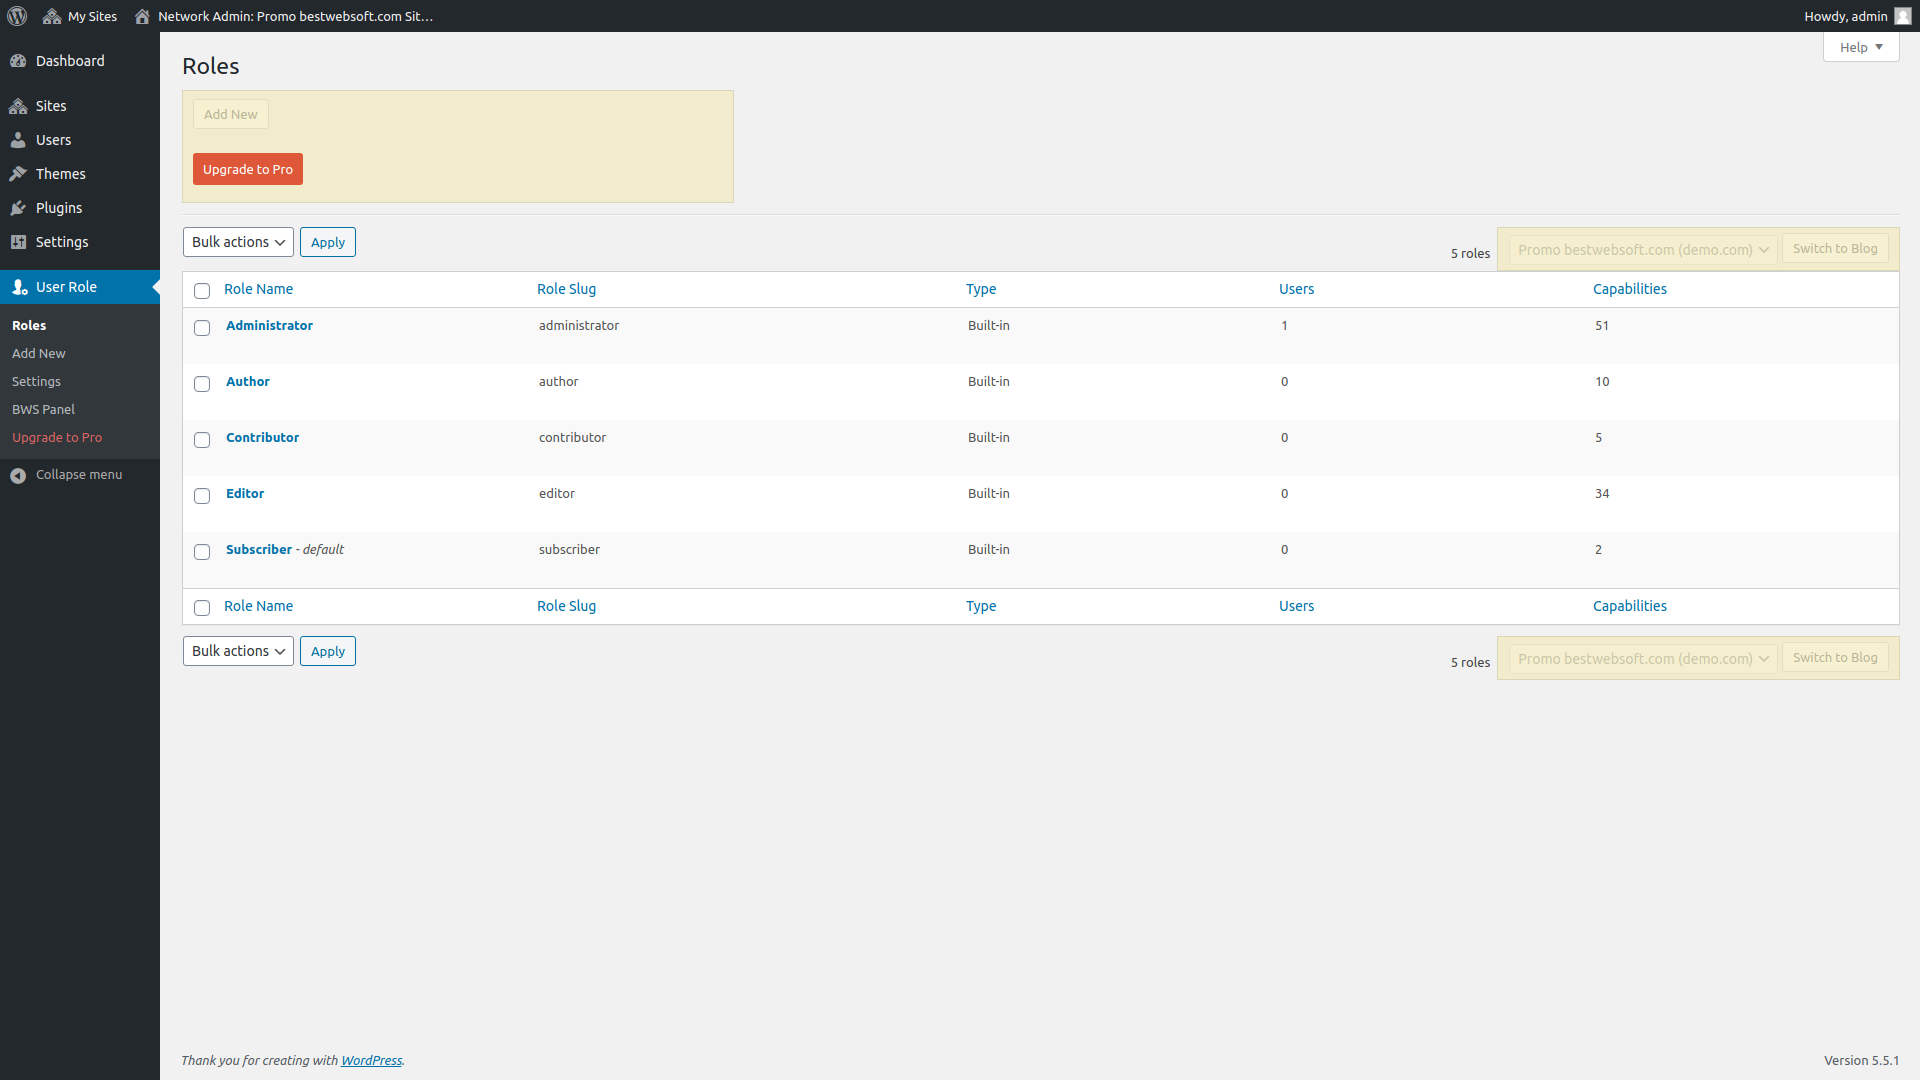 My Sites Network Admin: Promo bestwebsoft.com Sit... Howdy, admin
Help
Dashboard
Sites
Users
Themes
Plugins
Settings
User Role
Roles
Add New
Settings
BWS Panel
Upgrade to Pro
Collapse menu
Roles
Add New
Upgrade to Pro
Bulk actions Apply 5 roles Promo bestwebsoft.com (demo.com) Switch to Blog
Role Name Role Slug Type Users Capabilities
Administrator administrator Built-in 1 51
Author author Built-in 0 10
Contributor contributor Built-in 0 5
Editor editor Built-in 0 34
Subscriber - default subscriber Built-in 0 2
Role Name Role Slug Type Users Capabilities
Bulk actions Apply 5 roles Promo bestwebsoft.com (demo.com) Switch to Blog
Thank you for creating with WordPress. Version 5.5.1